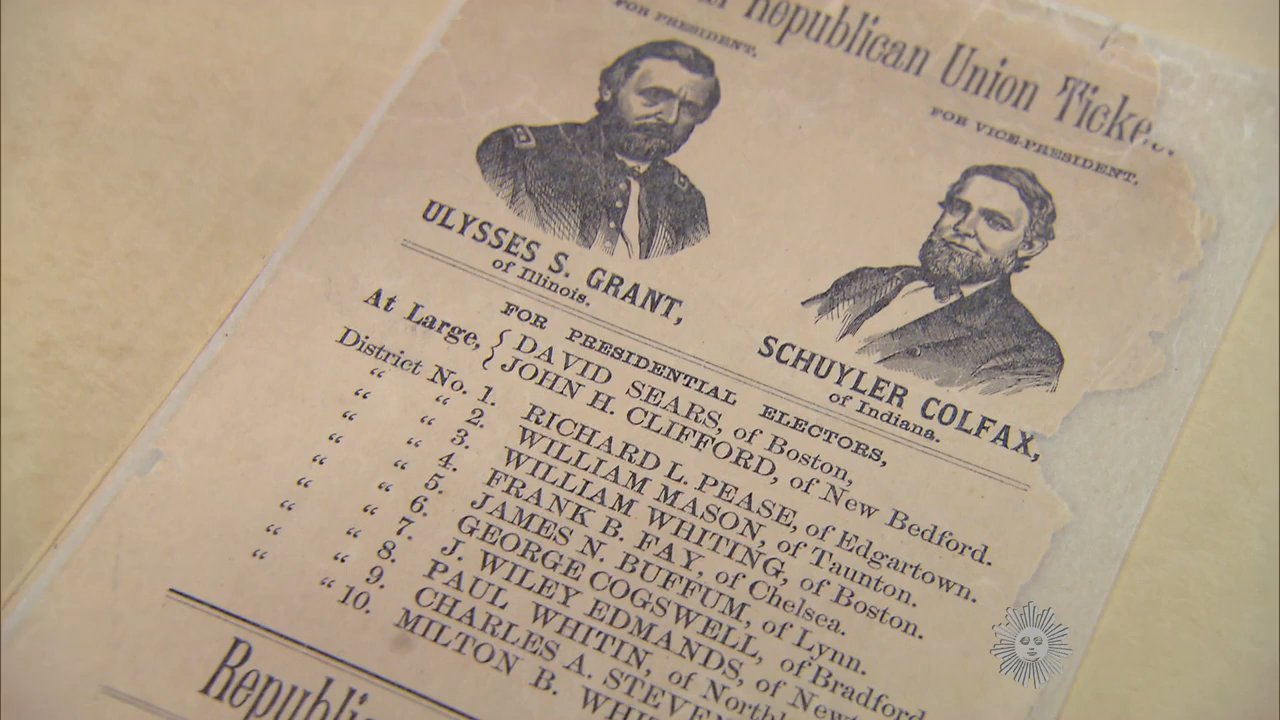 Republican Union Ticket.
FOR PRESIDENT.
FOR VICE-PRESIDENT.
ULYSSES S. GRANT,
of Illinois.
SCHUYLER COLFAX,
of Indiana.
FOR PRESIDENTIAL ELECTORS,
At Large, { DAVID SEARS, of Boston,
JOHN H. CLIFFORD, of New Bedford.
District No. 1. RICHARD L. PEASE, of Edgartown.
“ “ 2. WILLIAM MASON, of Taunton.
“ “ 3. WILLIAM WHITING, of Boston.
“ “ 4. FRANK B. FAY, of Chelsea.
“ “ 5. JAMES N. BUFFUM, of Lynn.
“ “ 6. GEORGE COGSWELL, of Bradford
“ “ 7. J. WILEY EDMANDS, of
“ “ 8. PAUL WHITIN, of
“ “ 9. CHARLES A.
“ “ 10. MILTON B.